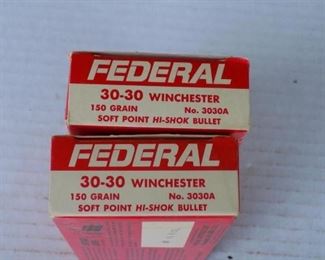 FEDERAL
30-30 WINCHESTER
150 GRAIN No. 3030A
SOFT POINT HI-SHOK BULLET
FEDERAL
30-30 WINCHESTER
150 GRAIN No. 3030A
SOFT POINT HI-SHOK BULLET